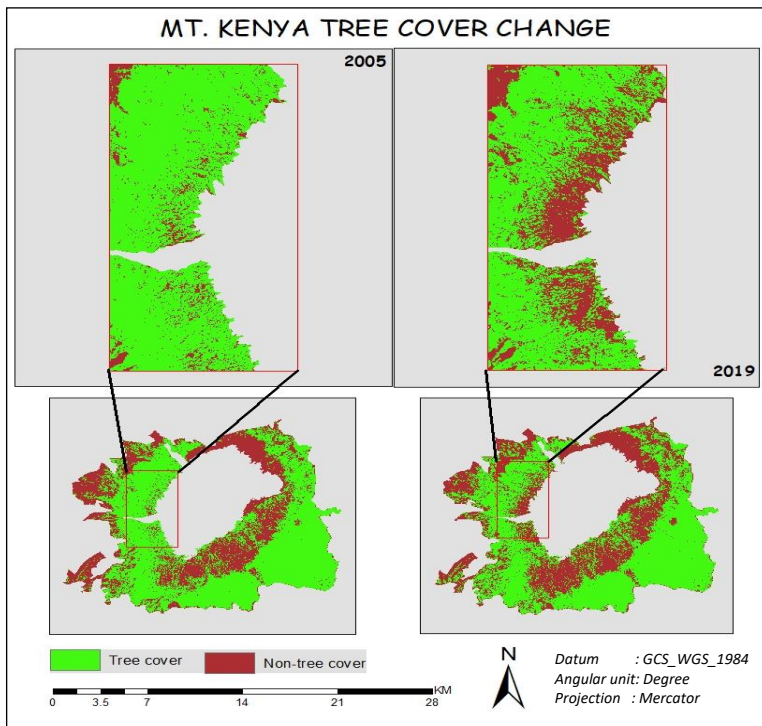 MT. KENYA TREE COVER CHANGE
2005
2019
Tree cover
Non-tree cover
KM
0 3.5 7 14 21 28
N
Datum : GCS_WGS_1984
Angular unit: Degree
Projection : Mercator